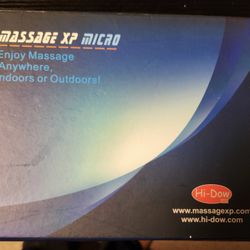 MASSAGE XP MICRO
Enjoy Massage
Anywhere,
Indoors or Outdoors!
Hi-Dow
www.massagexp.com
www.hi-dow.com